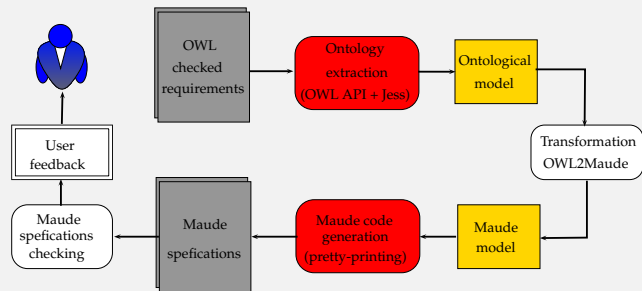 OWL
checked
requirements
Ontology
extraction
(OWL API + Jess)
Ontological
model
Transformation
OWL2Maude
Maude
model
Maude code
generation
(pretty-printing)
Maude
spefications
Maude
spefications
checking
User
feedback